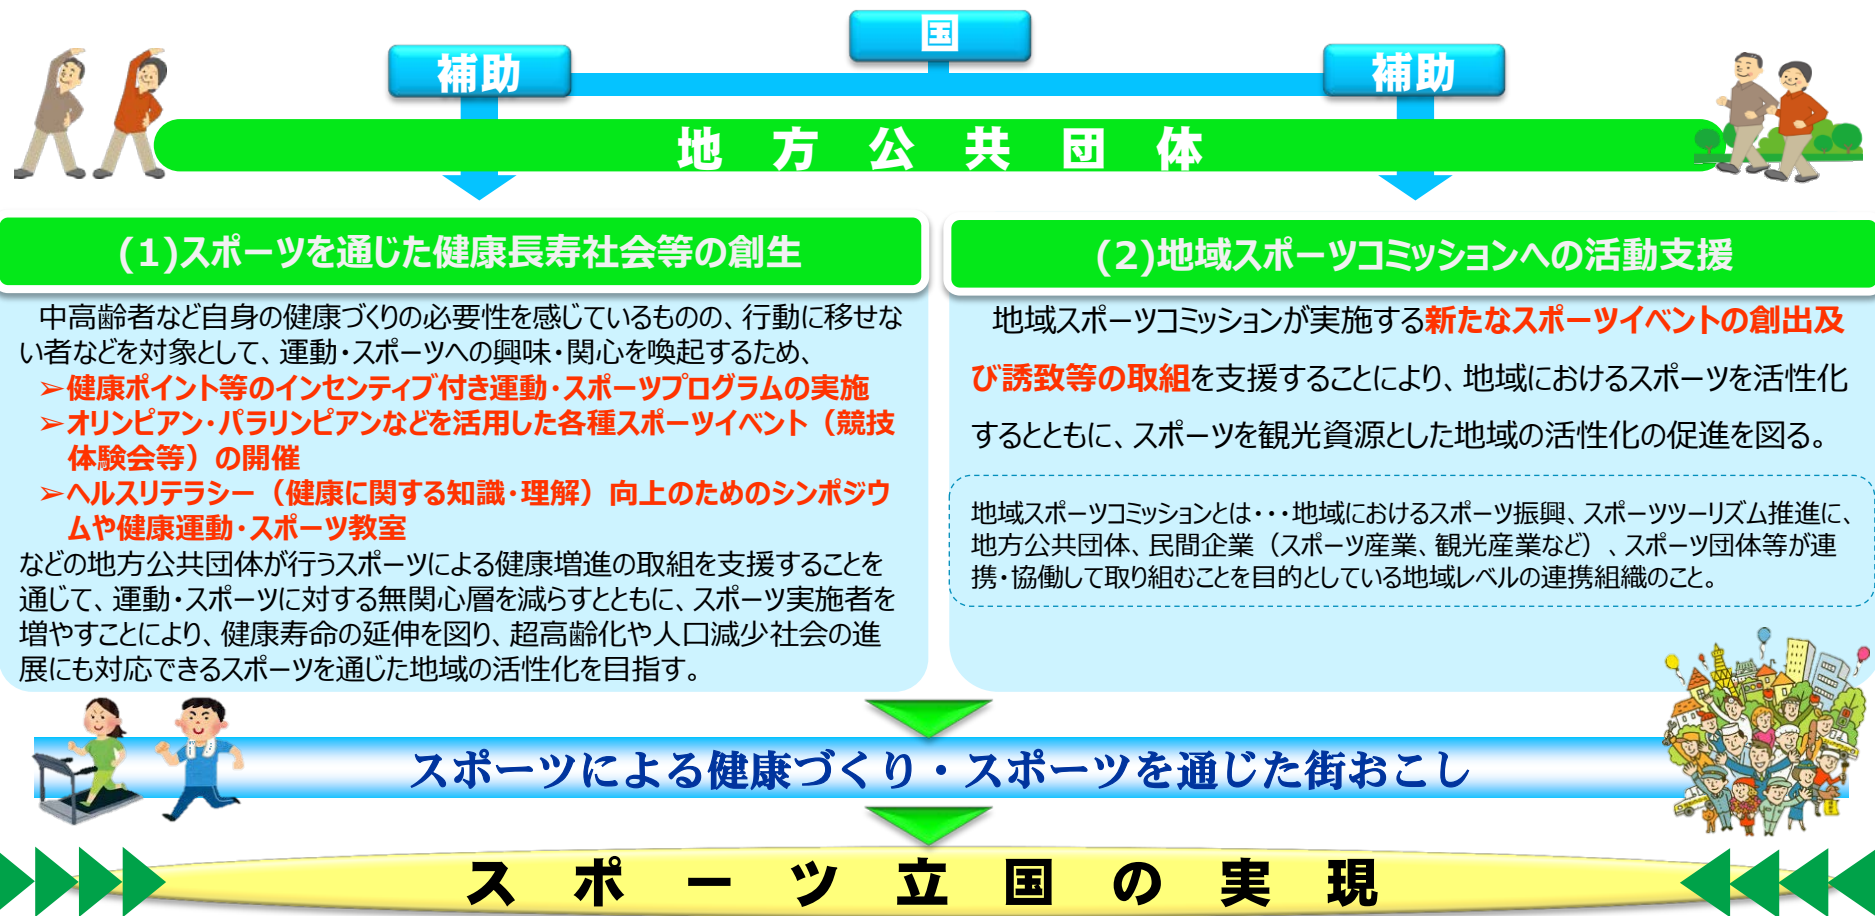 国
補助
補助
地方公共団体
(1)スポーツを通じた健康長寿社会等の創生
中高齢者など自身の健康づくりの必要性を感じているものの、行動に移せな
い者などを対象として、運動・スポーツへの興味・関心を喚起するため、
➢健康ポイント等のインセンティブ付き運動・スポーツプログラムの実施
➢オリンピアン・パラリンピアンなどを活用した各種スポーツイベント（競技
体験会等）の開催
➢ヘルスリテラシー（健康に関する知識・理解）向上のためのシンポジウ
ムや健康運動・スポーツ教室
などの地方公共団体が行うスポーツによる健康増進の取組を支援することを
通じて、運動・スポーツに対する無関心層を減らすとともに、スポーツ実施者を
増やすことにより、健康寿命の延伸を図り、超高齢化や人口減少社会の進
展にも対応できるスポーツを通じた地域の活性化を目指す。
(2)地域スポーツコミッションへの活動支援
地域スポーツコミッションが実施する新たなスポーツイベントの創出及
び誘致等の取組を支援することにより、地域におけるスポーツを活性化
するとともに、スポーツを観光資源とした地域の活性化の促進を図る。
地域スポーツコミッションとは・・・地域におけるスポーツ振興、スポーツツーリズム推進に、
地方公共団体、民間企業（スポーツ産業、観光産業など）、スポーツ団体等が連
携・協働して取り組むことを目的としている地域レベルの連携組織のこと。
スポーツによる健康づくり・スポーツを通じた街おこし
スポーツ立国の実現